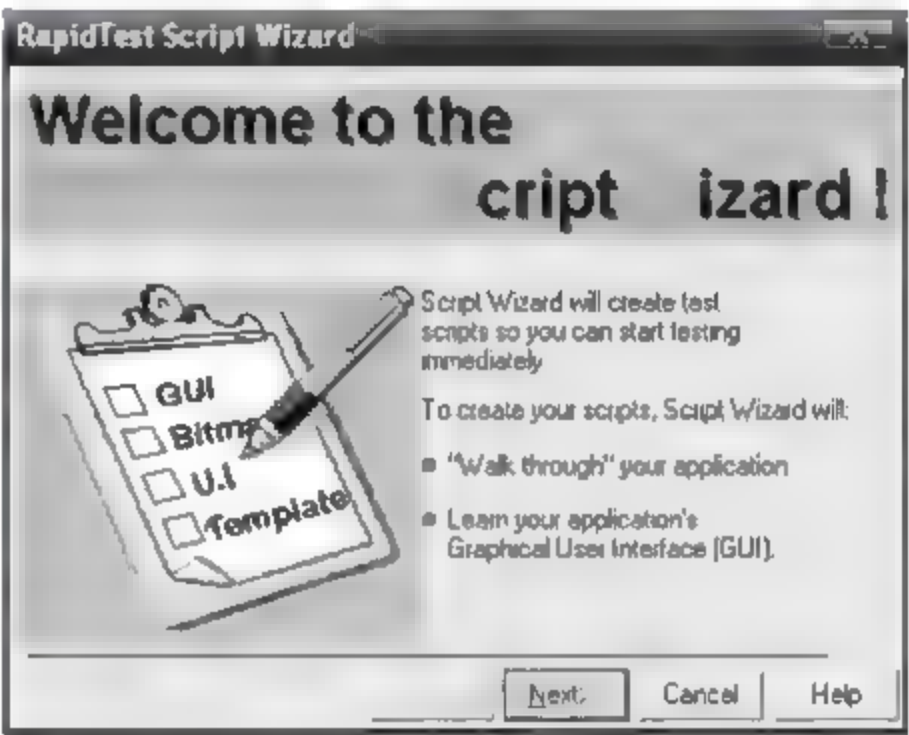 RapidTest Script Wizard
Welcome to the
cript izard !
Script Wizard will create test
scripts so you can start testing
immediately
To create your scripts, Script Wizard will:
"Walk through" your application
Learn your application's
Graphical User Interface (GUI).
GUI
Bitma
U.I
Template
Next
Cancel
Help